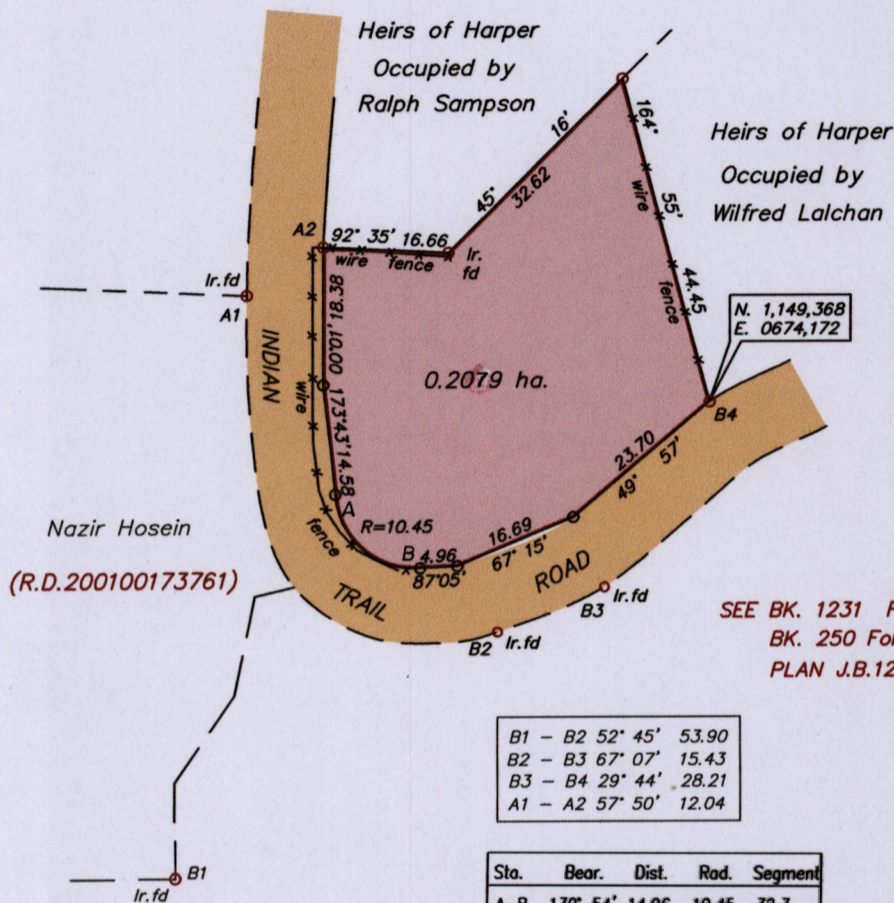 Heirs of Harper
Occupied by
Ralph Sampson
Heirs of Harper
Occupied by
Wilfred Lalchan
45° 16'
32.62
164° 55' 44.45
wire fence
A2
92° 35' 16.66
wire fence
Ir.
fd
Ir.fd
A1
INDIAN
wire
N. 1,149,368
E. 0674,172
0.2079 ha.
B4
173°43' 14.58
A
R=10.45
fence
23.70
49° 57'
B
4.96
87°05'
16.69
67° 15'
ROAD
TRAIL
Nazir Hosein
(R.D.200100173761)
B3
Ir.fd
B2
Ir.fd
SEE BK. 1231
BK. 250
PLAN J.B.12
B1 – B2 52° 45' 53.90
B2 – B3 67° 07' 15.43
B3 – B4 29° 44' 28.21
A1 – A2 57° 50' 12.04
Sta. Bear. Dist. Rad. Segment
B1
Ir.fd